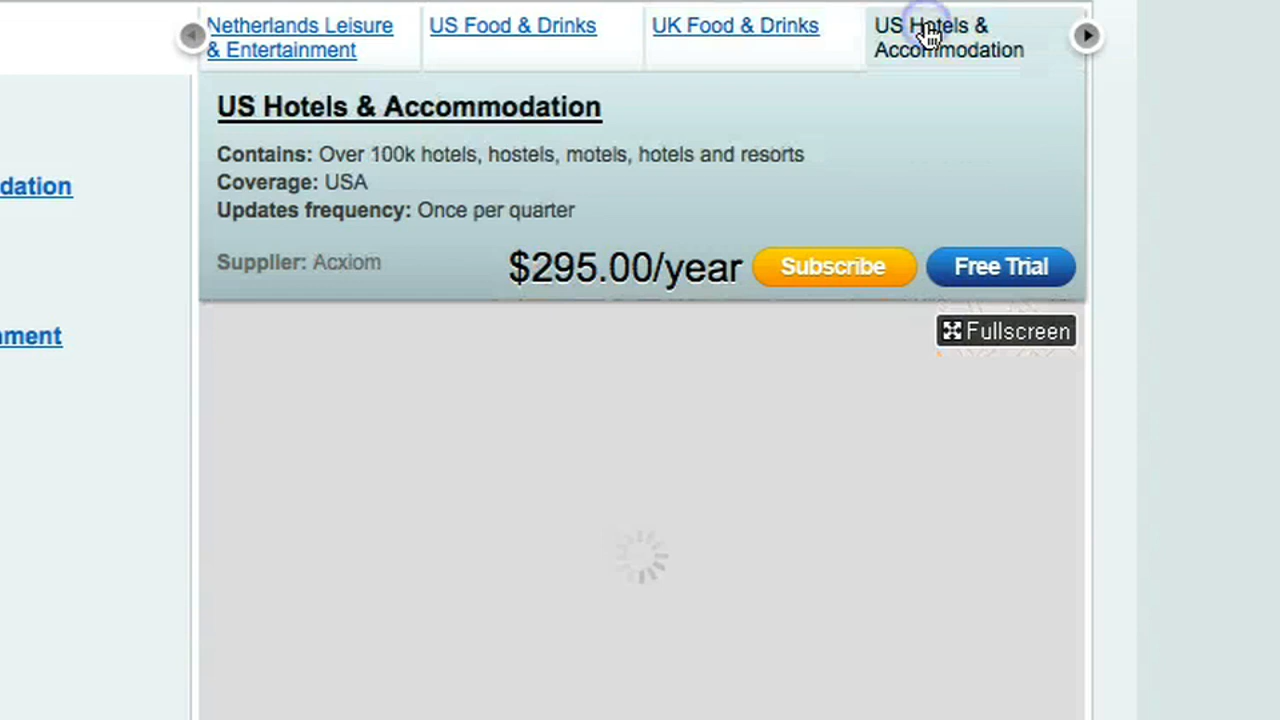 Netherlands Leisure
& Entertainment
US Food & Drinks
UK Food & Drinks
US Hotels &
Accommodation
US Hotels & Accommodation
Contains: Over 100k hotels, hostels, motels, hotels and resorts
Coverage: USA
Updates frequency: Once per quarter
Supplier: Acxiom
$295.00/year
Subscribe
Free Trial
Fullscreen
dation
nment